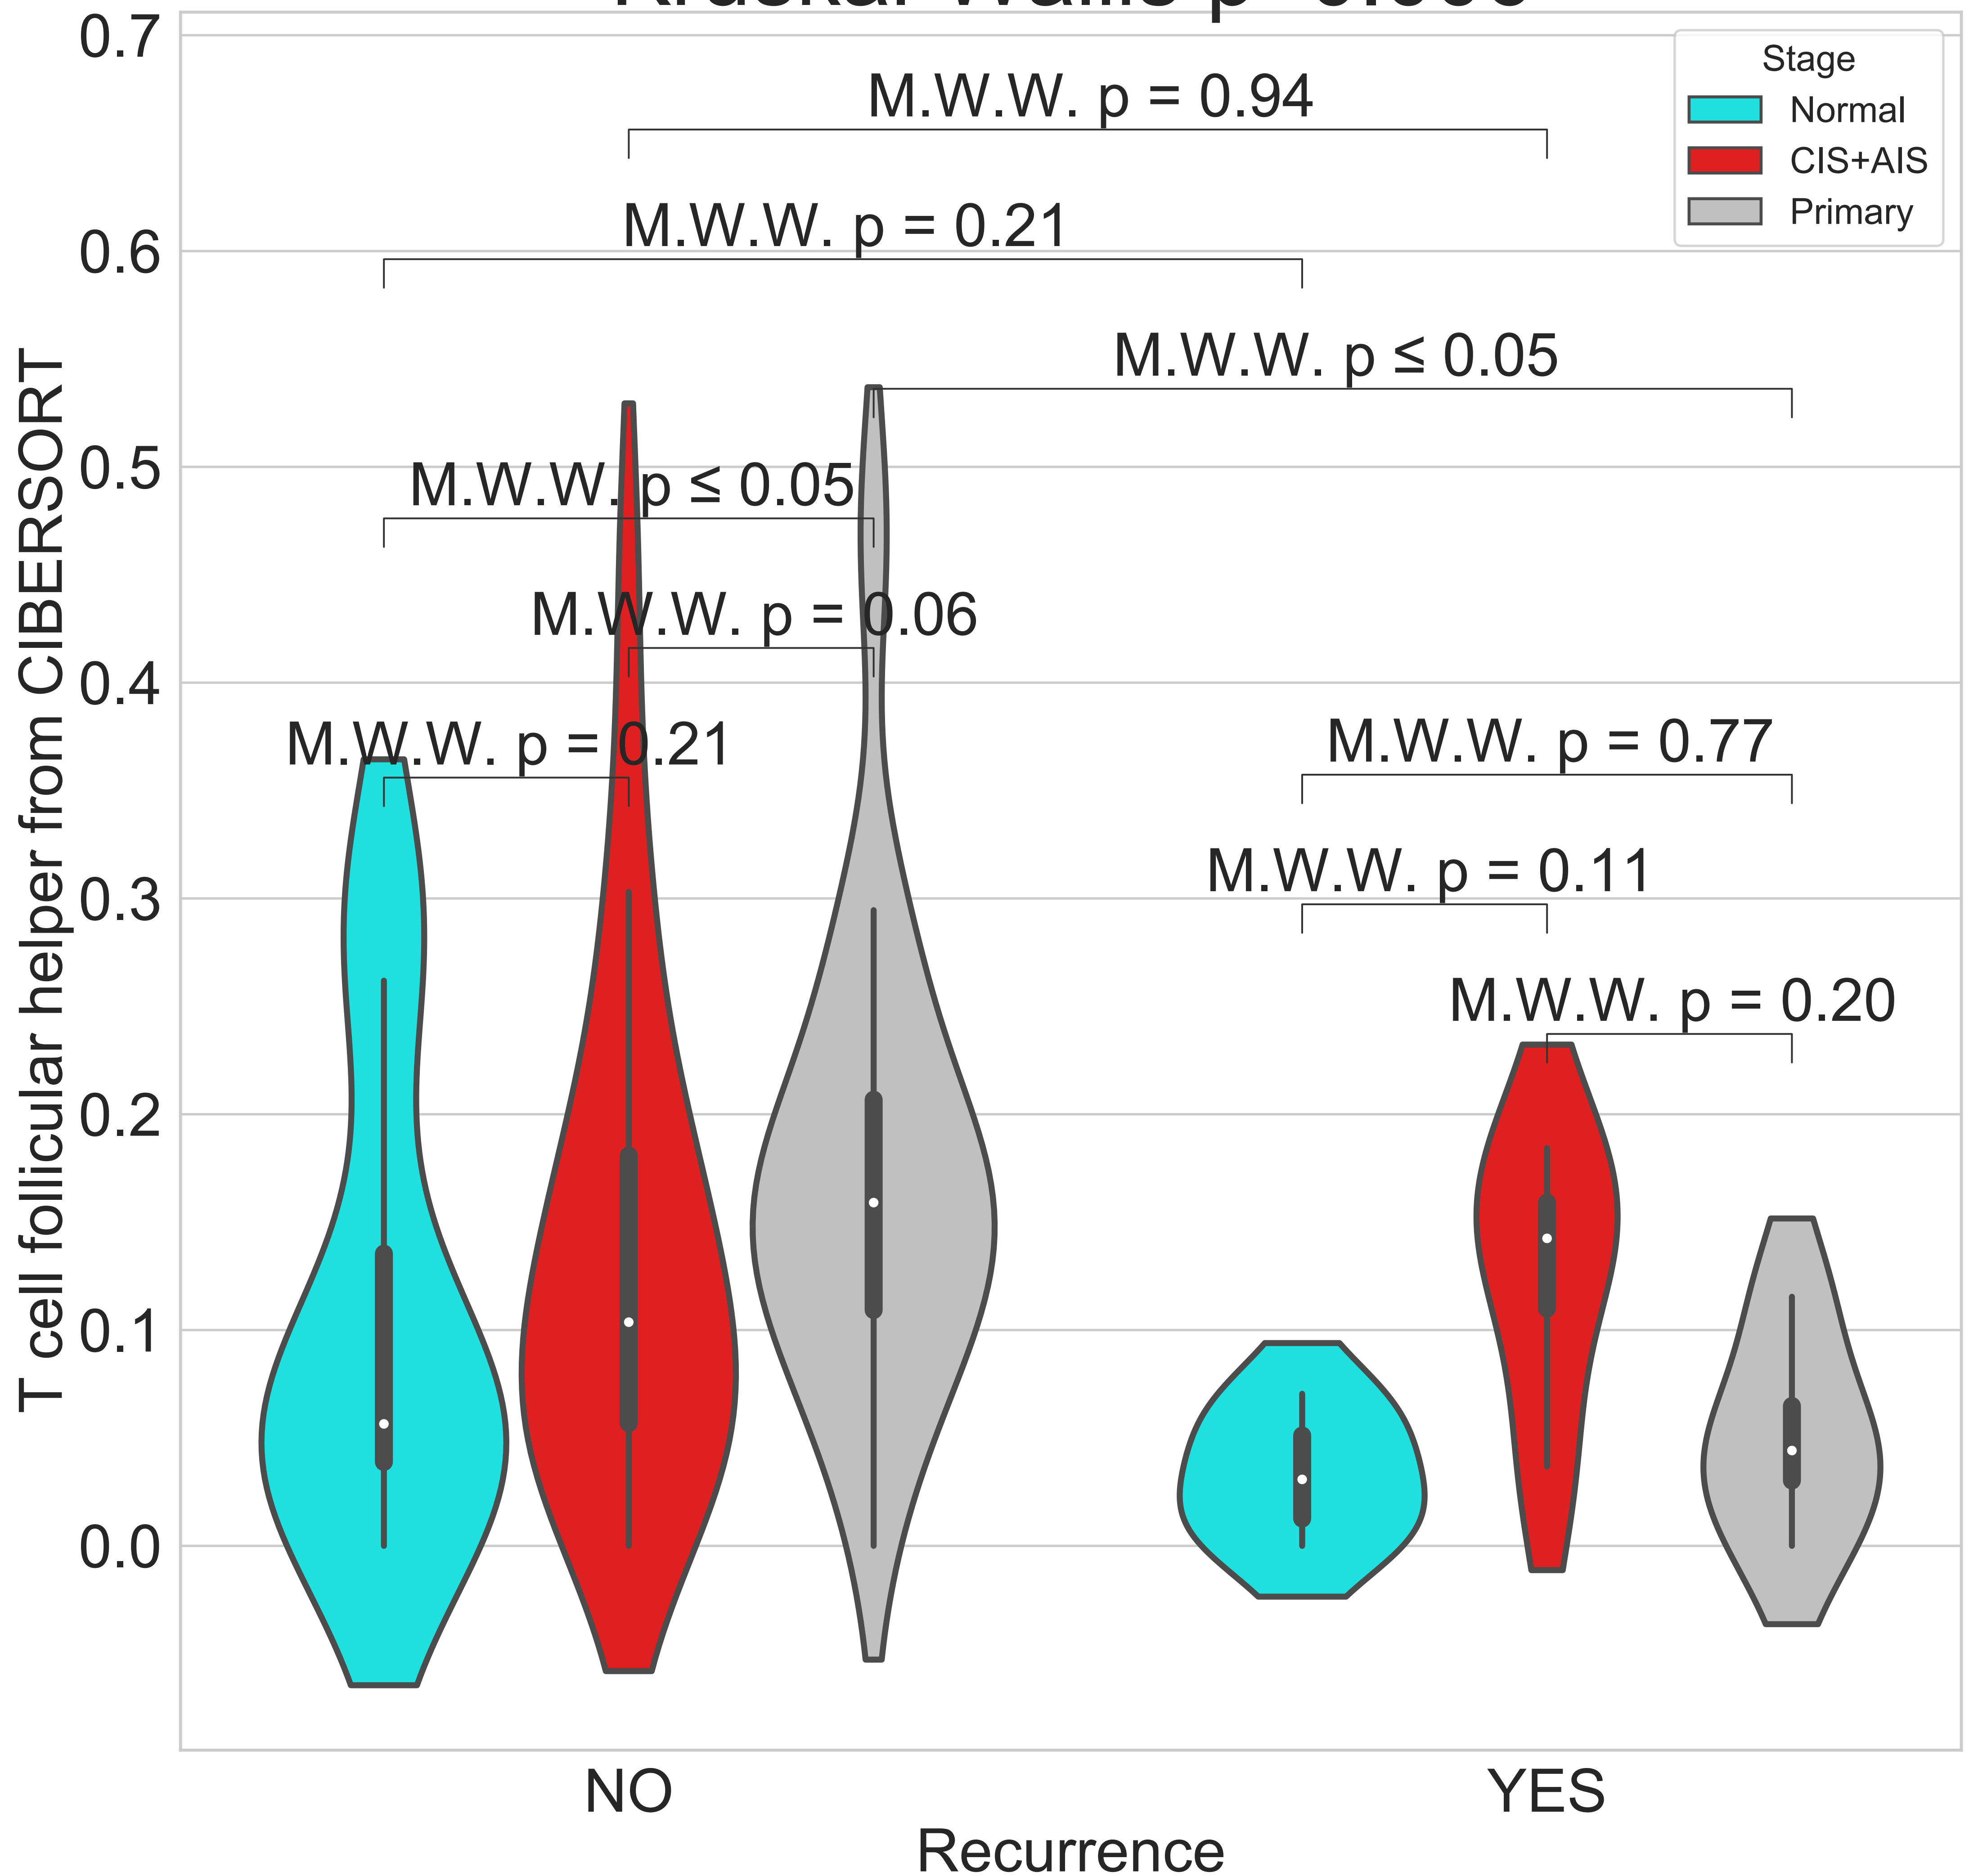 0.7
0.6
0.5
0.4
0.3
0.2
0.1
0.0
T cell follicular helper from CIBERSORT
Stage
Normal
CIS+AIS
Primary
M.W.W. p = 0.94
M.W.W. p = 0.21
M.W.W. p ≤ 0.05
M.W.W. p ≤ 0.05
M.W.W. p = 0.06
M.W.W. p = 0.21
M.W.W. p = 0.77
M.W.W. p = 0.11
M.W.W. p = 0.20
NO
YES
Recurrence